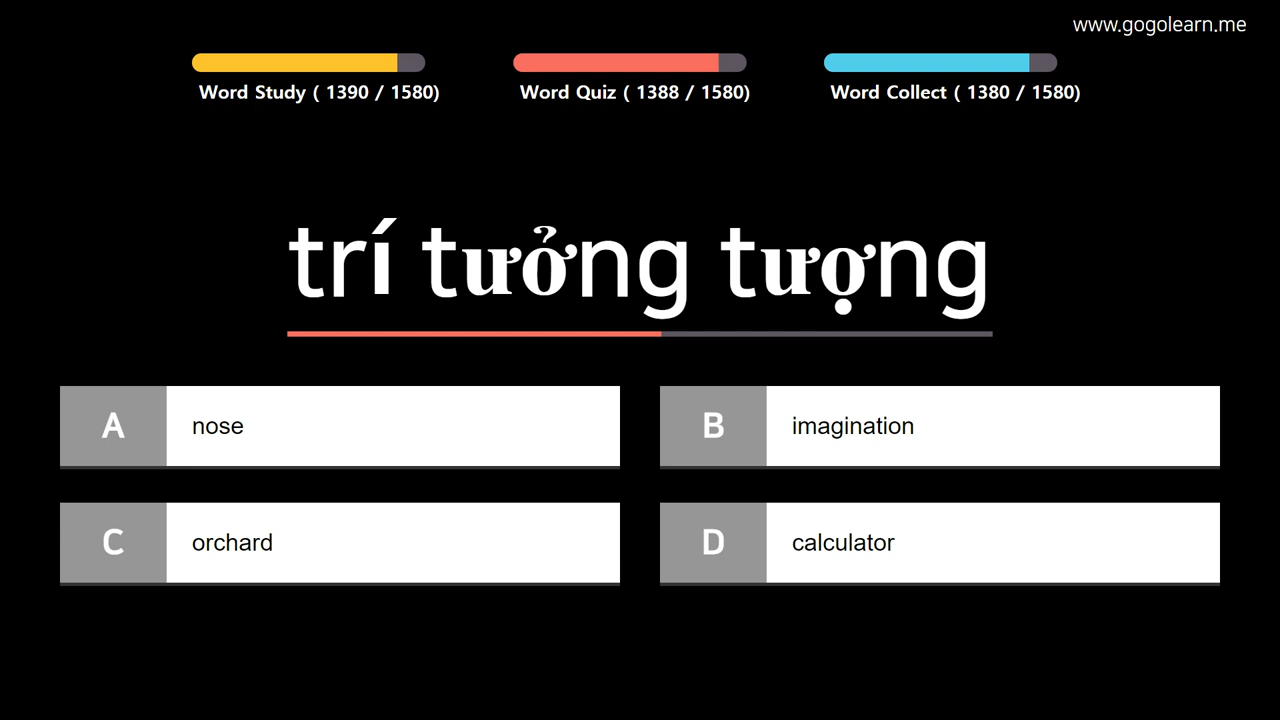 www.gogolearn.me
Word Study ( 1390 / 1580)
Word Quiz ( 1388 / 1580)
Word Collect ( 1380 / 1580)
trí tưởng tượng
A nose
B imagination
C orchard
D calculator